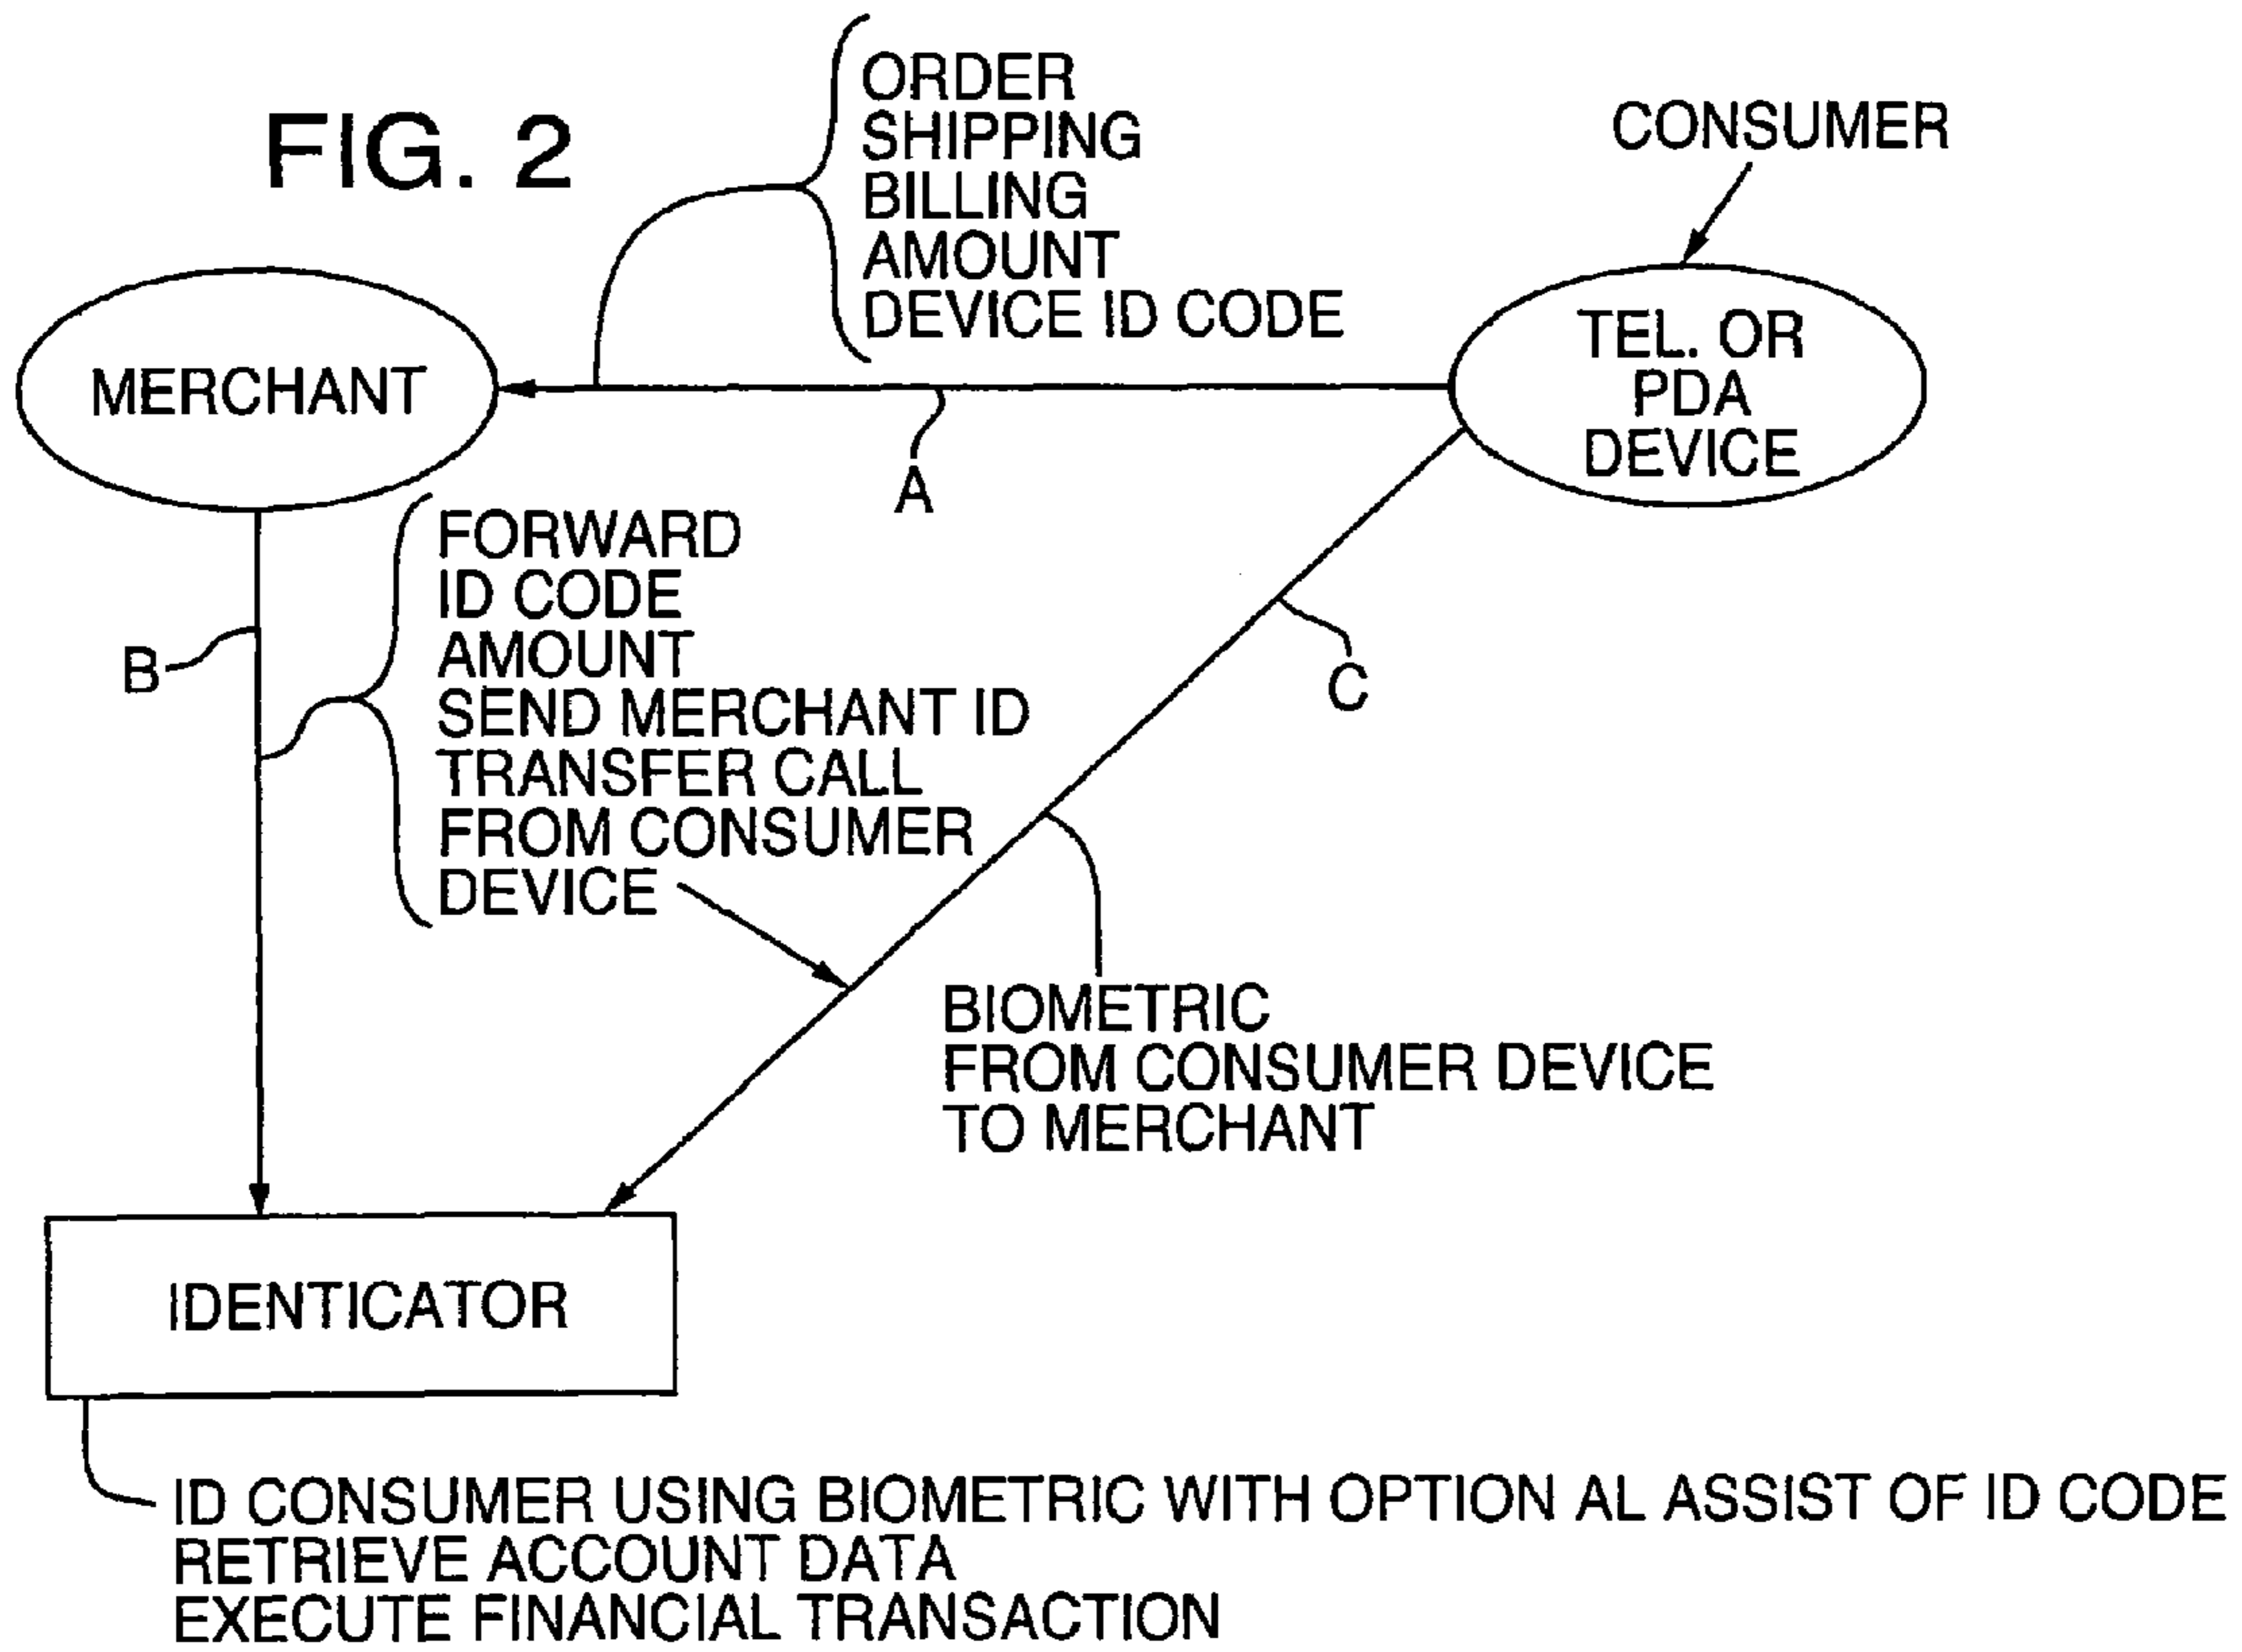 FIG. 2
ORDER
SHIPPING
BILLING
AMOUNT
DEVICE ID CODE
CONSUMER
MERCHANT
TEL. OR
PDA
DEVICE
A
FORWARD
ID CODE
AMOUNT
SEND MERCHANT ID
TRANSFER CALL
FROM CONSUMER
DEVICE
B
C
BIOMETRIC
FROM CONSUMER DEVICE
TO MERCHANT
IDENTICATOR
ID CONSUMER USING BIOMETRIC WITH OPTION AL ASSIST OF ID CODE
RETRIEVE ACCOUNT DATA
EXECUTE FINANCIAL TRANSACTION